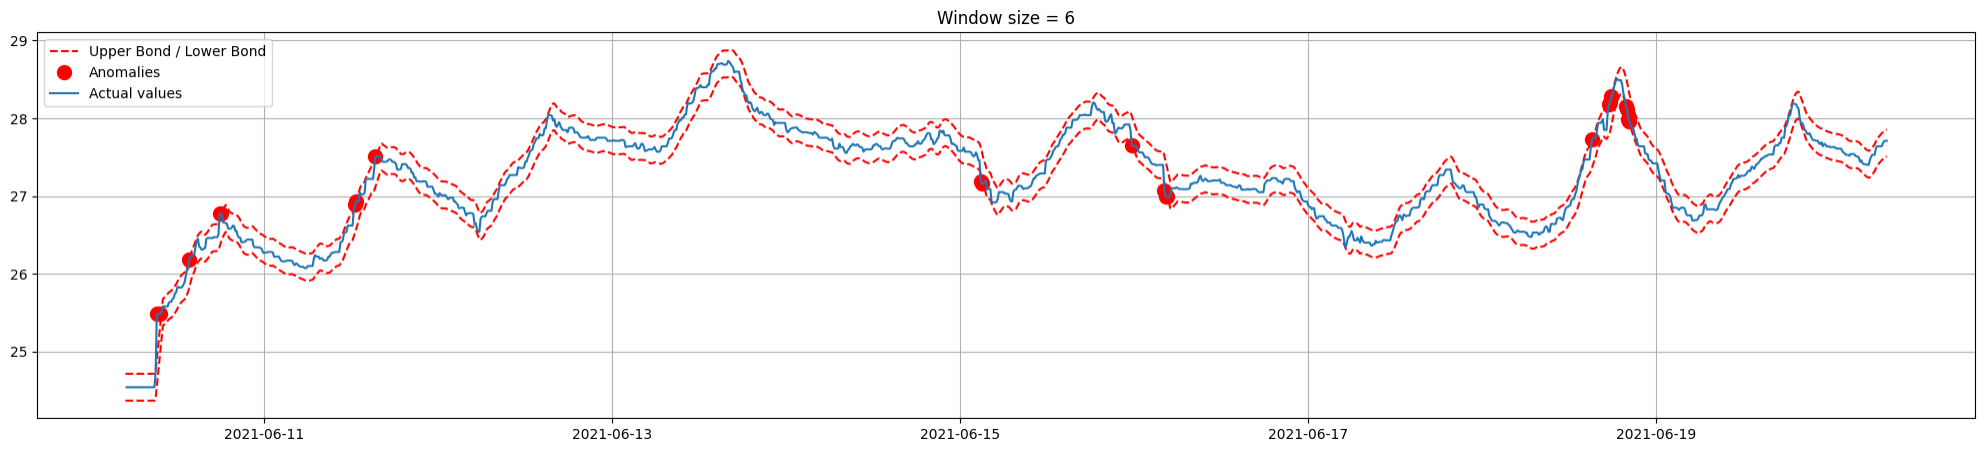 Window size = 6
Upper Bond / Lower Bond
Anomalies
Actual values
29
28
27
26
25
2021-06-11
2021-06-13
2021-06-15
2021-06-17
2021-06-19